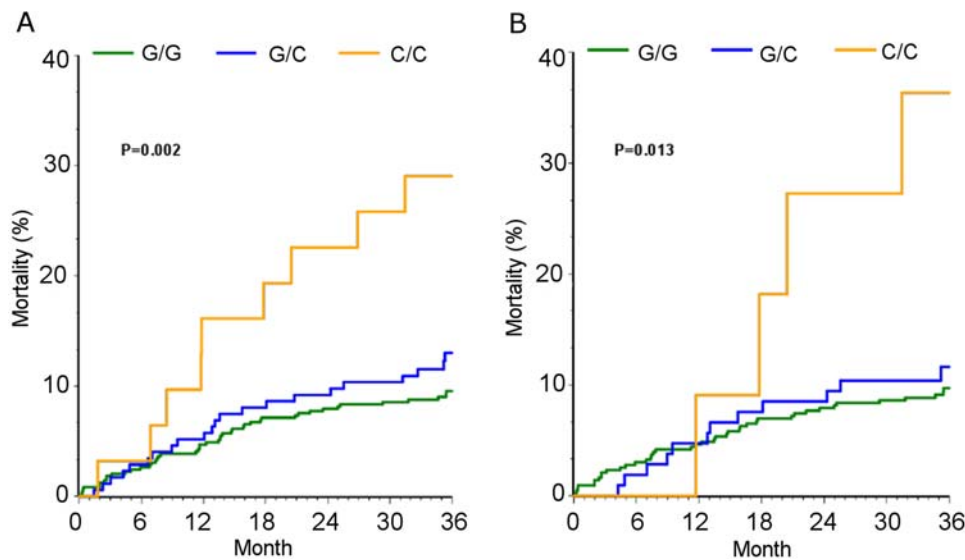 A
G/G G/C C/C
40
30
20
10
0
P=0.002
Mortality (%)
0 6 12 18 24 30 36
Month
B
G/G G/C C/C
40
30
20
10
0
P=0.013
Mortality (%)
0 6 12 18 24 30 36
Month